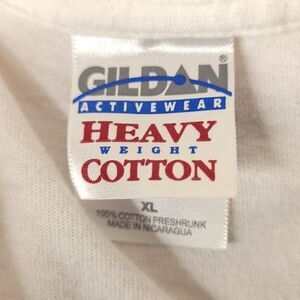 GILDAN®
ACTIVEWEAR
HEAVY
WEIGHT
COTTON
XL
100% COTTON PRESHRUNK
MADE IN NICARAGUA